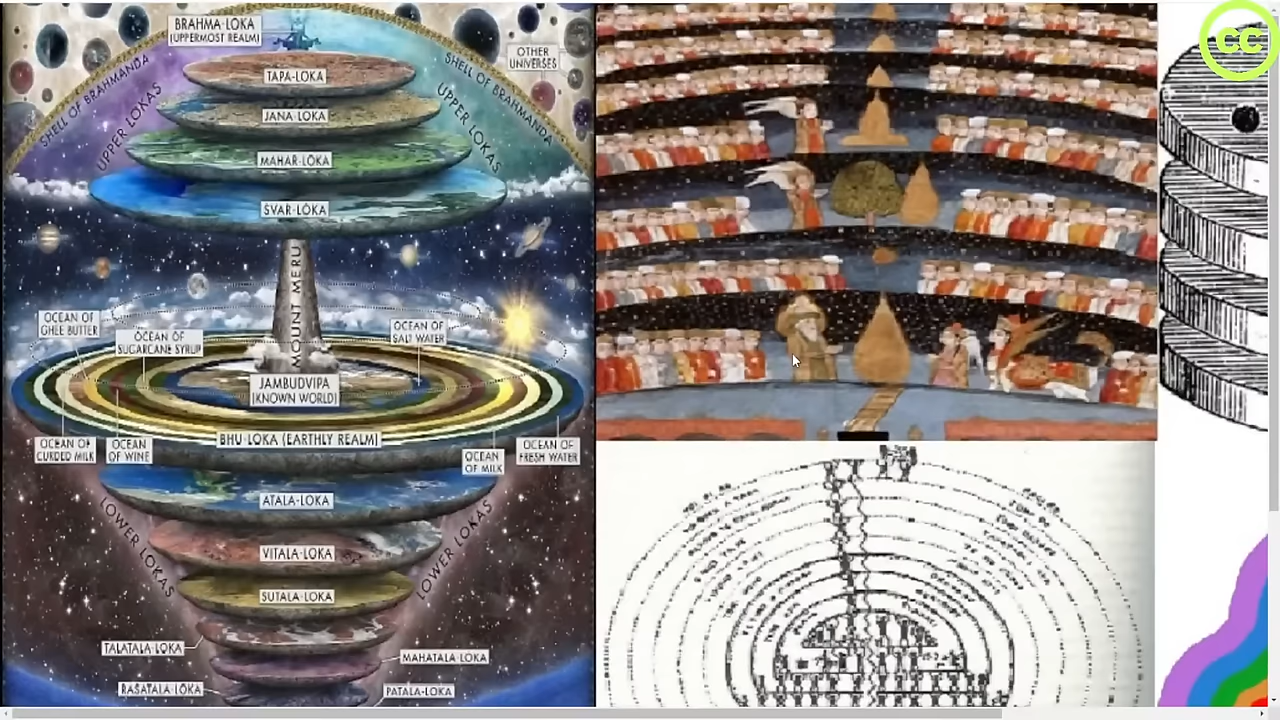 BRAHMA-LOKA
(UPPERMOST REALM)
OTHER
UNIVERSES
SHELL OF BRAHMANDA
SHELL OF BRAHMANDA
UPPER LOKAS
UPPER LOKAS
TAPA-LOKA
JANA-LOKA
MAHAR-LOKA
SVAR-LOKA
MOUNT MERU
OCEAN OF
GHEE BUTTER
OCEAN OF
SUGARCANE SYRUP
OCEAN OF
SALT WATER
JAMBUDVIPA
(KNOWN WORLD)
BHU-LOKA (EARTHLY REALM)
OCEAN OF
CURDED MILK
OCEAN
OF WINE
OCEAN
OF MILK
OCEAN OF
FRESH WATER
ATALA-LOKA
LOWER LOKAS
LOWER LOKAS
VITALA-LOKA
SUTALA-LOKA
TALATALA-LOKA
MAHATALA-LOKA
RASATALA-LOKA
PATALA-LOKA
CC